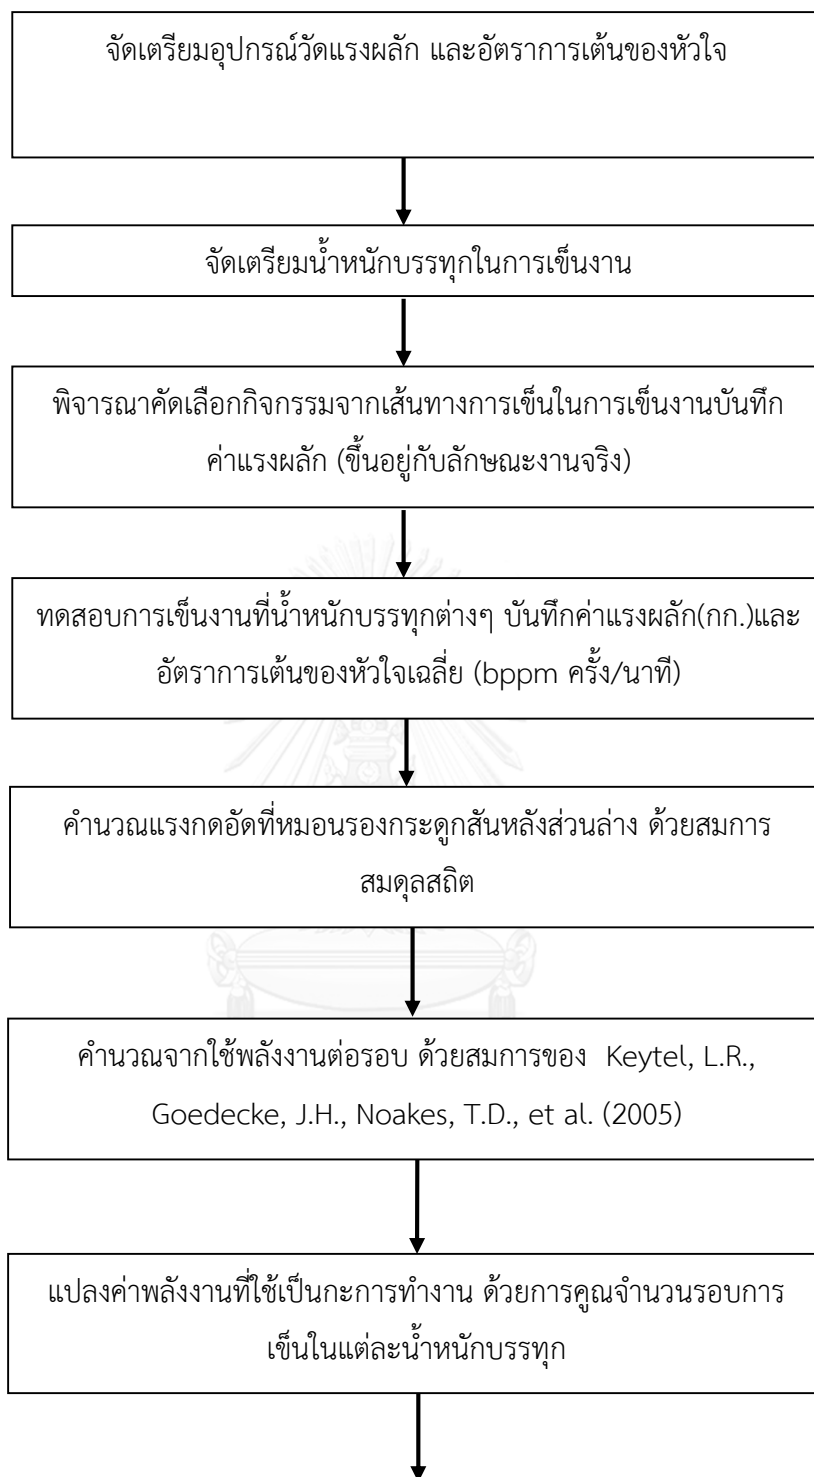 จัดเตรียมอุปกรณ์วัดแรงผลัก และอัตราการเต้นของหัวใจ
จัดเตรียมน้ำหนักบรรทุกในการเข็นงาน
พิจารณาคัดเลือกกิจกรรมจากเส้นทางการเข็นในการเข็นงานบันทึก
ค่าแรงผลัก (ขึ้นอยู่กับลักษณะงานจริง)
ทดสอบการเข็นงานที่น้ำหนักบรรทุกต่างๆ บันทึกค่าแรงผลัก(กก.)และ
อัตราการเต้นของหัวใจเฉลี่ย (bppm ครั้ง/นาที)
คำนวณแรงกดอัดที่หมอนรองกระดูกสันหลังส่วนล่าง ด้วยสมการ
สมดุลสถิต
คำนวณจากใช้พลังงานต่อรอบ ด้วยสมการของ Keytel, L.R.,
Goedecke, J.H., Noakes, T.D., et al. (2005)
แปลงค่าพลังงานที่ใช้เป็นกะการทำงาน ด้วยการคูณจำนวนรอบการ
เข็นในแต่ละน้ำหนักบรรทุก